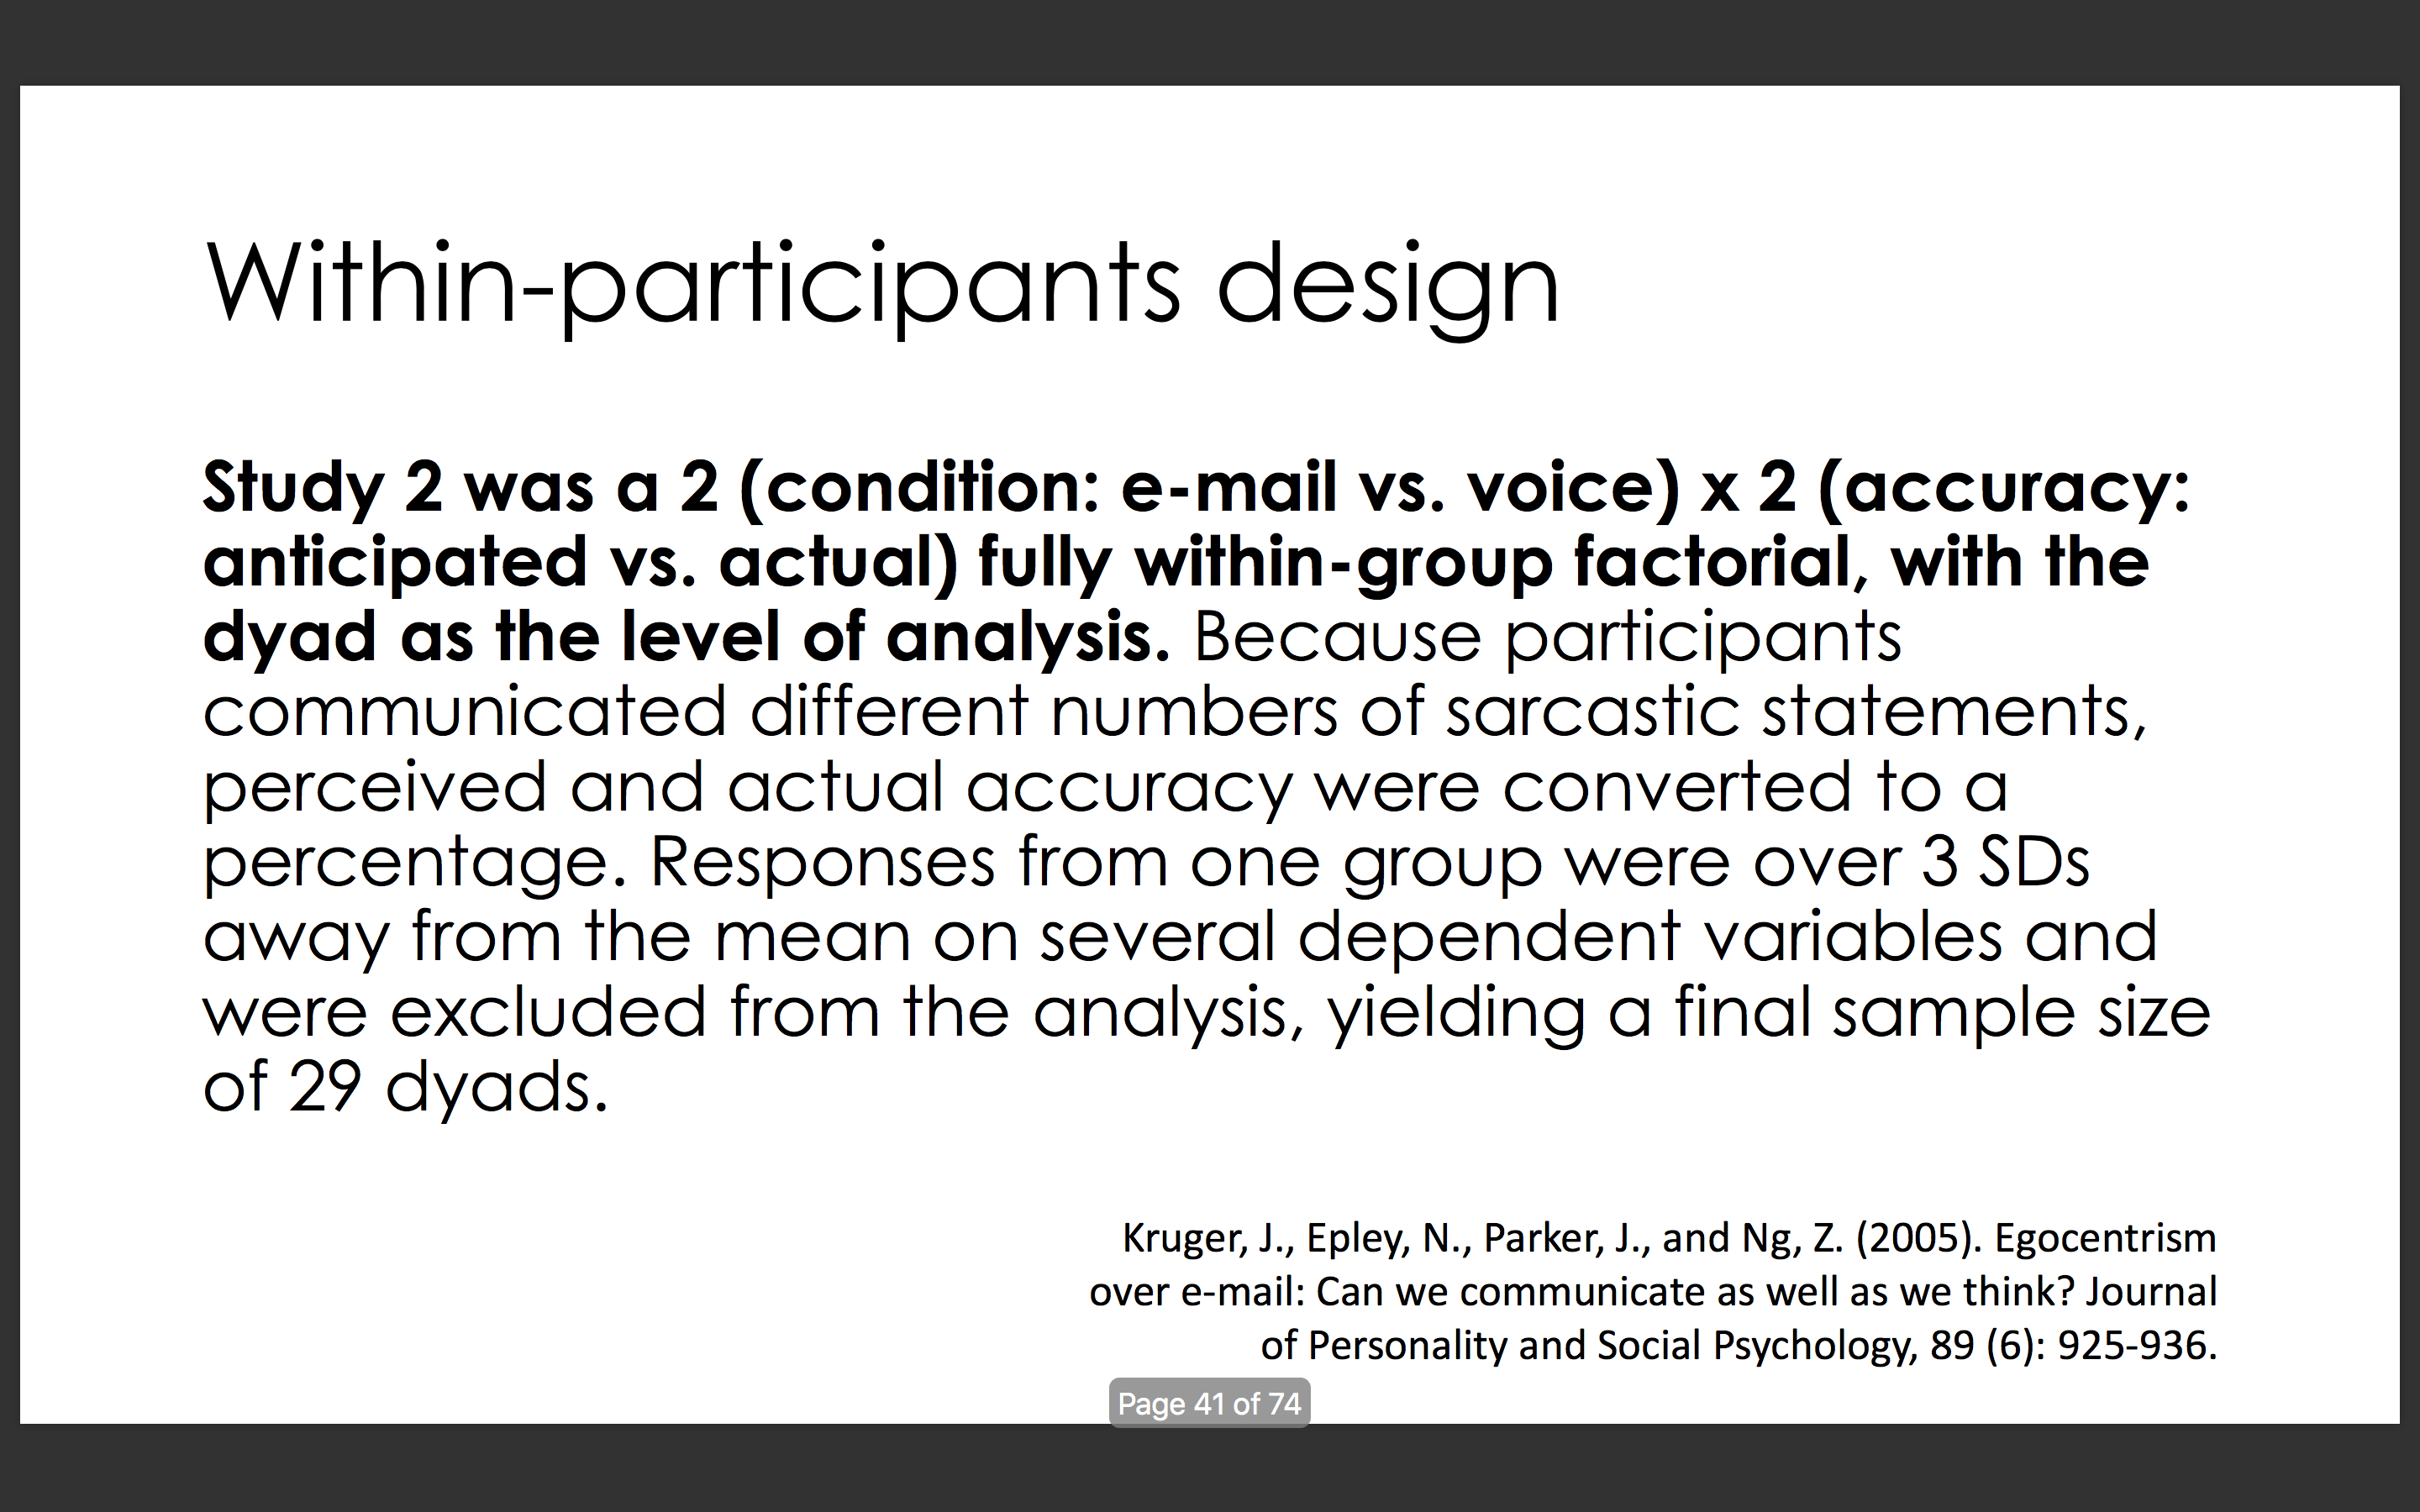 Within-participants design
Study 2 was a 2 (condition: e-mail vs. voice) x 2 (accuracy:
anticipated vs. actual) fully within-group factorial, with the
dyad as the level of analysis. Because participants
communicated different numbers of sarcastic statements,
perceived and actual accuracy were converted to a
percentage. Responses from one group were over 3 SDs
away from the mean on several dependent variables and
were excluded from the analysis, yielding a final sample size
of 29 dyads.
Kruger, J., Epley, N., Parker, J., and Ng, Z. (2005). Egocentrism
over e-mail: Can we communicate as well as we think? Journal
of Personality and Social Psychology, 89 (6): 925-936.
Page 41 of 74